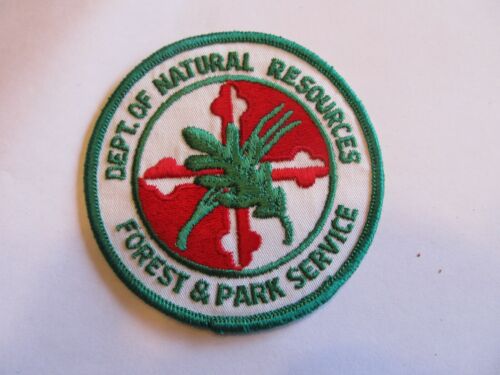 DEPT. OF NATURAL RESOURCES
FOREST & PARK SERVICE